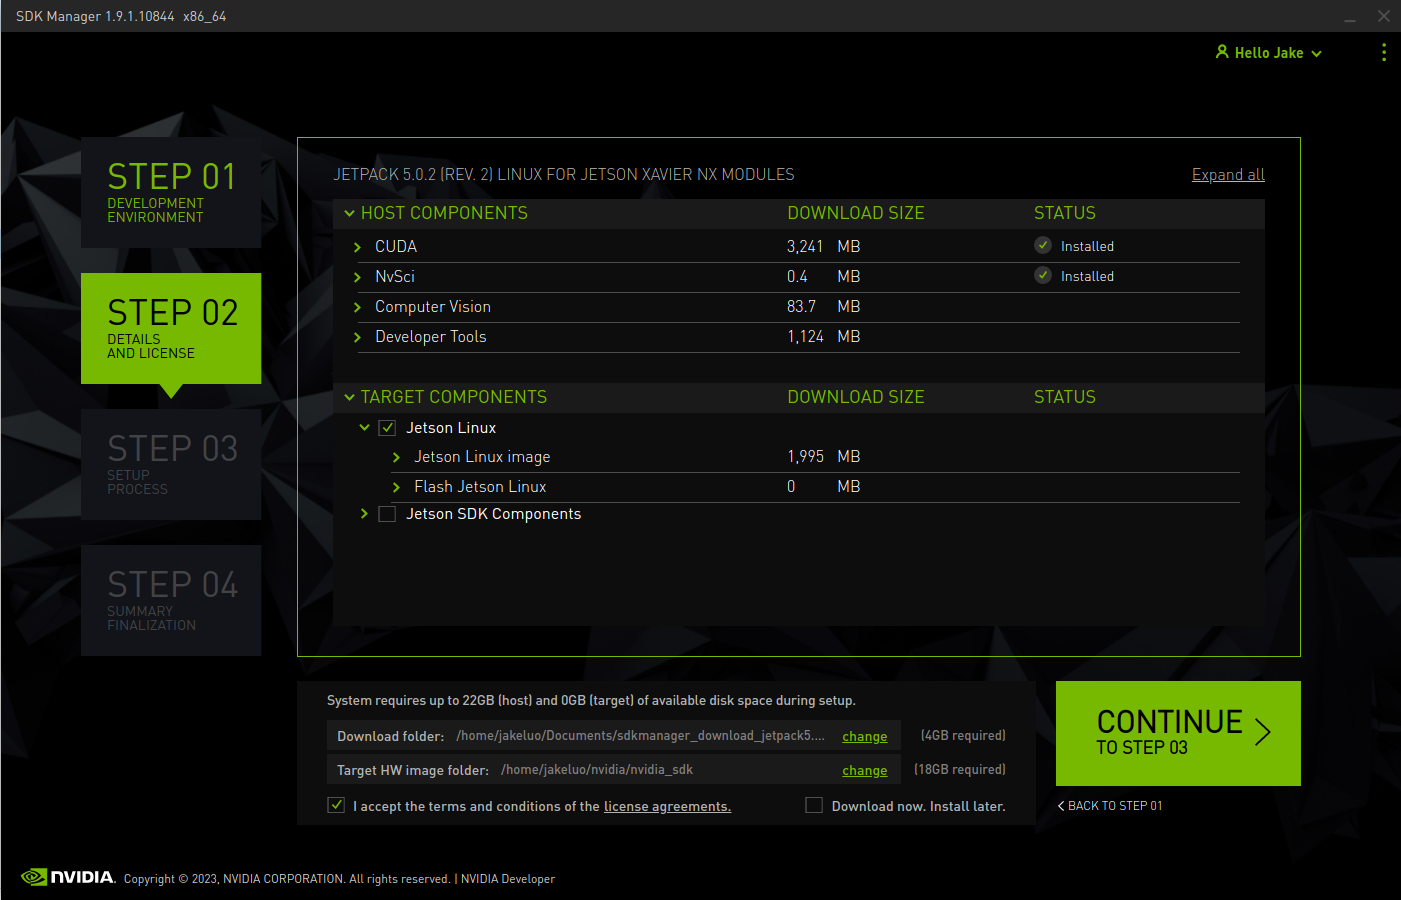 SDK Manager 1.9.1.10844 x86_64
Hello Jake
STEP 01
DEVELOPMENT
ENVIRONMENT
STEP 02
DETAILS
AND LICENSE
STEP 03
SETUP
PROCESS
STEP 04
SUMMARY
FINALIZATION
JETPACK 5.0.2 (REV. 2) LINUX FOR JETSON XAVIER NX MODULES
Expand all
HOST COMPONENTS DOWNLOAD SIZE STATUS
CUDA 3,241 MB Installed
NvSci 0.4 MB Installed
Computer Vision 83.7 MB
Developer Tools 1,124 MB
TARGET COMPONENTS DOWNLOAD SIZE STATUS
Jetson Linux
Jetson Linux image 1,995 MB
Flash Jetson Linux 0 MB
Jetson SDK Components
System requires up to 22GB (host) and 0GB (target) of available disk space during setup.
Download folder: /home/jakeluo/Documents/sdkmanager_download_jetpack5.... change (4GB required)
Target HW image folder: /home/jakeluo/nvidia/nvidia_sdk change (18GB required)
I accept the terms and conditions of the license agreements. Download now. Install later.
CONTINUE
TO STEP 03
BACK TO STEP 01
NVIDIA. Copyright © 2023, NVIDIA CORPORATION. All rights reserved. | NVIDIA Developer